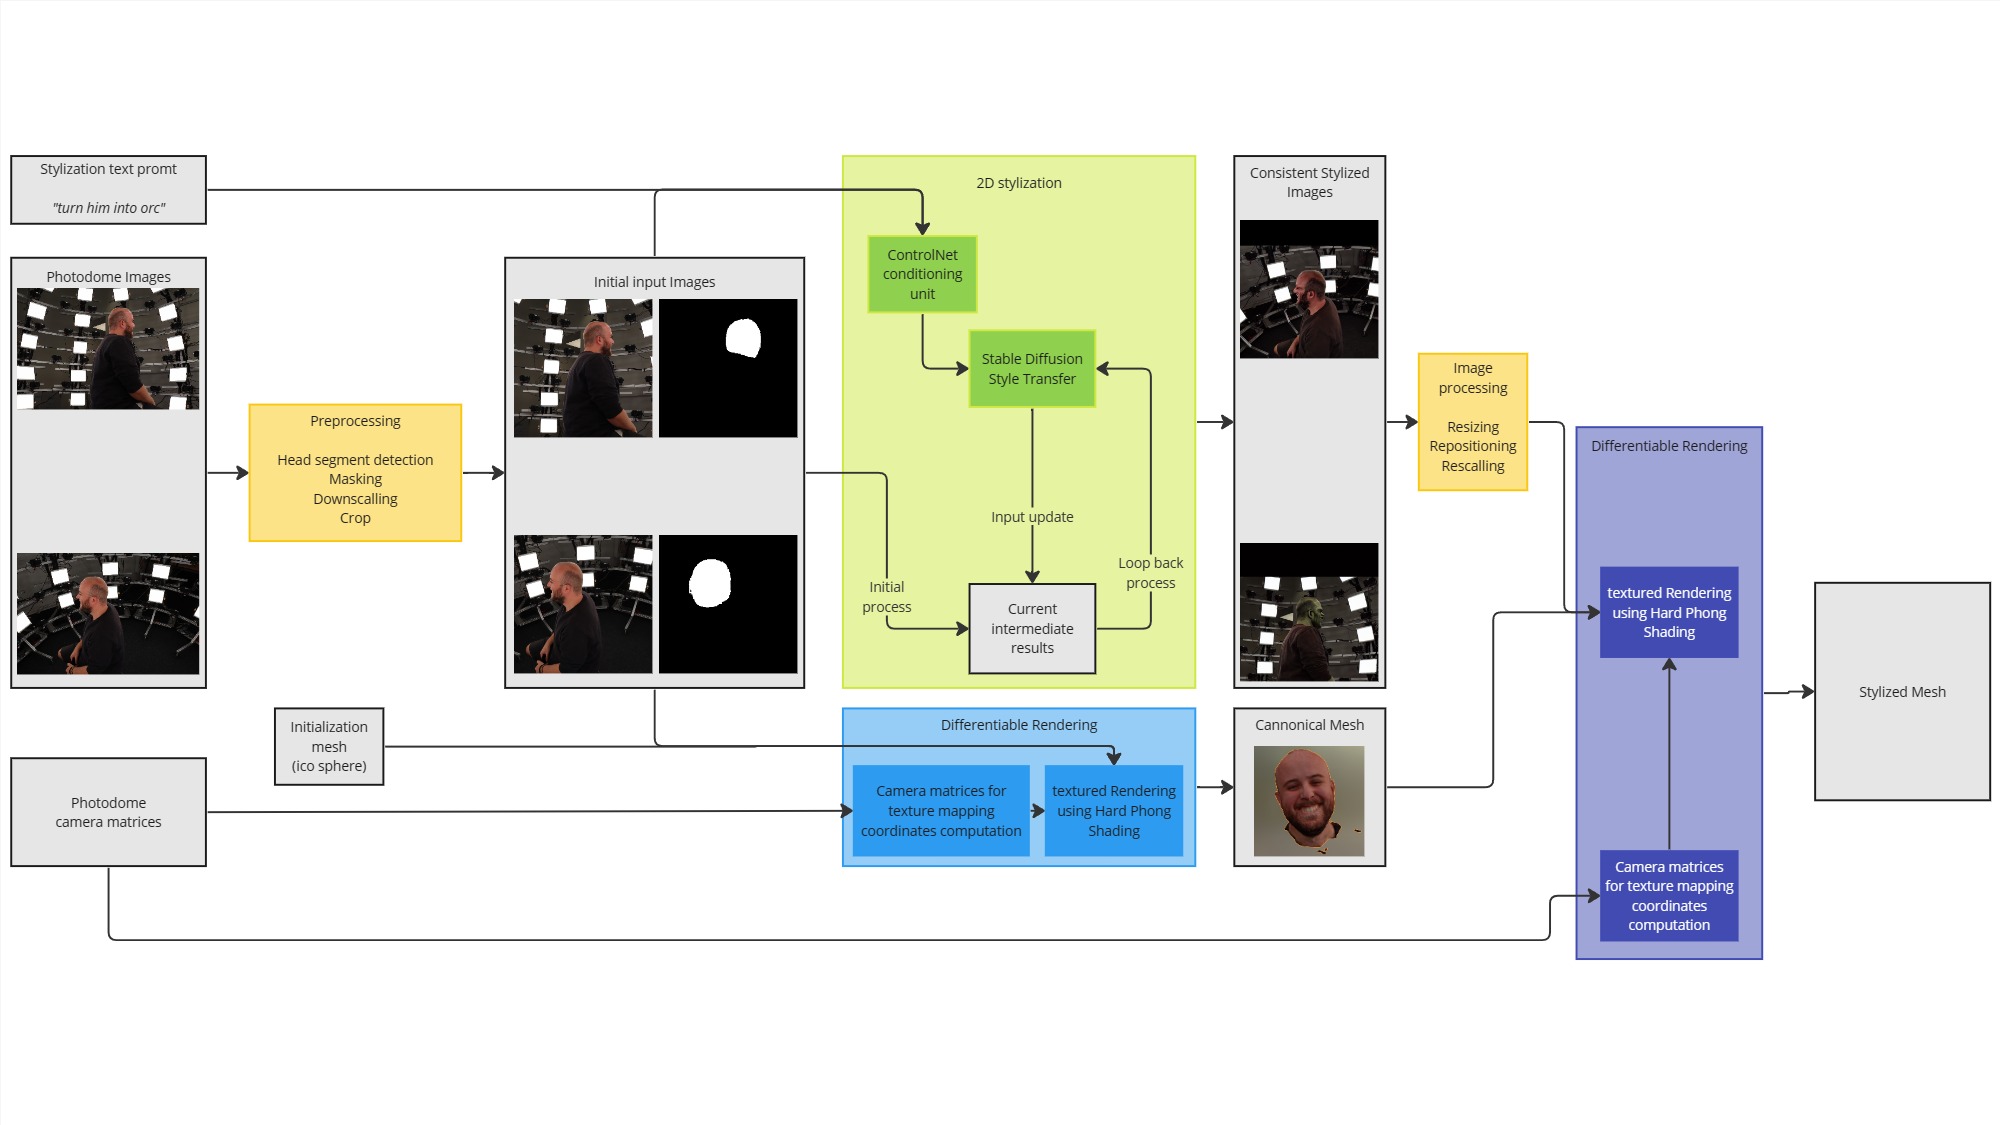 Stylization text promt
"turn him into orc"
Photodome Images
Preprocessing
Head segment detection
Masking
Downscalling
Crop
Initial input Images
2D stylization
ControlNet
conditioning
unit
Stable Diffusion
Style Transfer
Input update
Initial
process
Loop back
process
Current
intermediate
results
Consistent Stylized
Images
Image
processing
Resizing
Repositioning
Rescalling
Initialization
mesh
(ico sphere)
Photodome
camera matrices
Differentiable Rendering
Camera matrices for
texture mapping
coordinates computation
textured Rendering
using Hard Phong
Shading
Cannonical Mesh
Differentiable Rendering
textured Rendering
using Hard Phong
Shading
Camera matrices
for texture mapping
coordinates
computation
Stylized Mesh